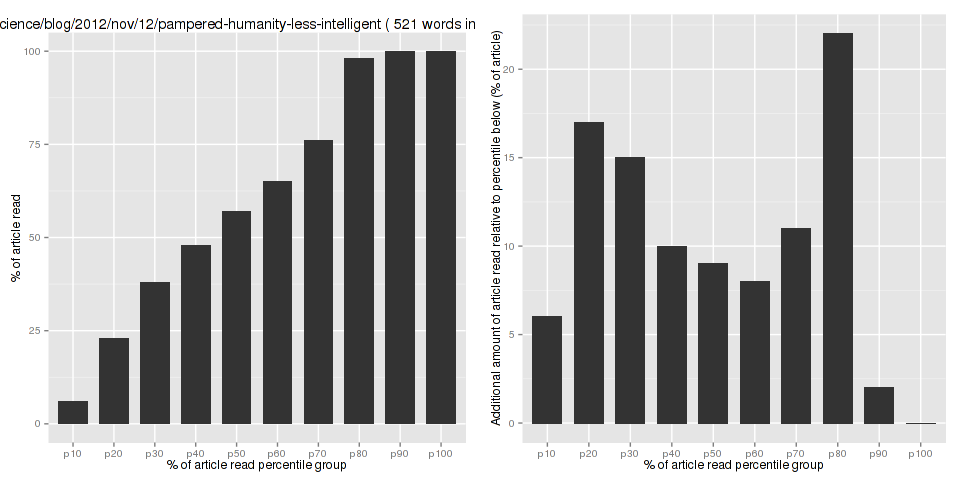 cience/blog/2012/nov/12/pampered-humanity-less-intelligent ( 521 words in
% of article read
100
75
50
25
0
p10 p20 p30 p40 p50 p60 p70 p80 p90 p100
% of article read percentile group
Additional amount of article read relative to percentile below (% of article)
20
15
10
5
0
p10 p20 p30 p40 p50 p60 p70 p80 p90 p100
% of article read percentile group